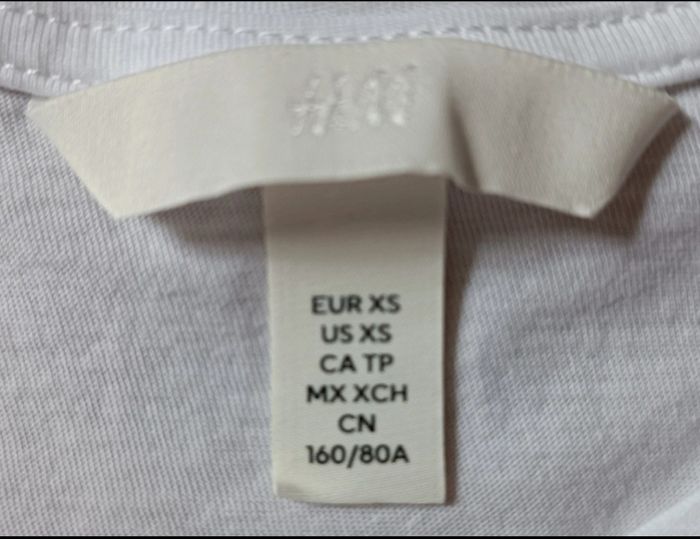 H&M
EUR XS
US XS
CA TP
MX XCH
CN
160/80A